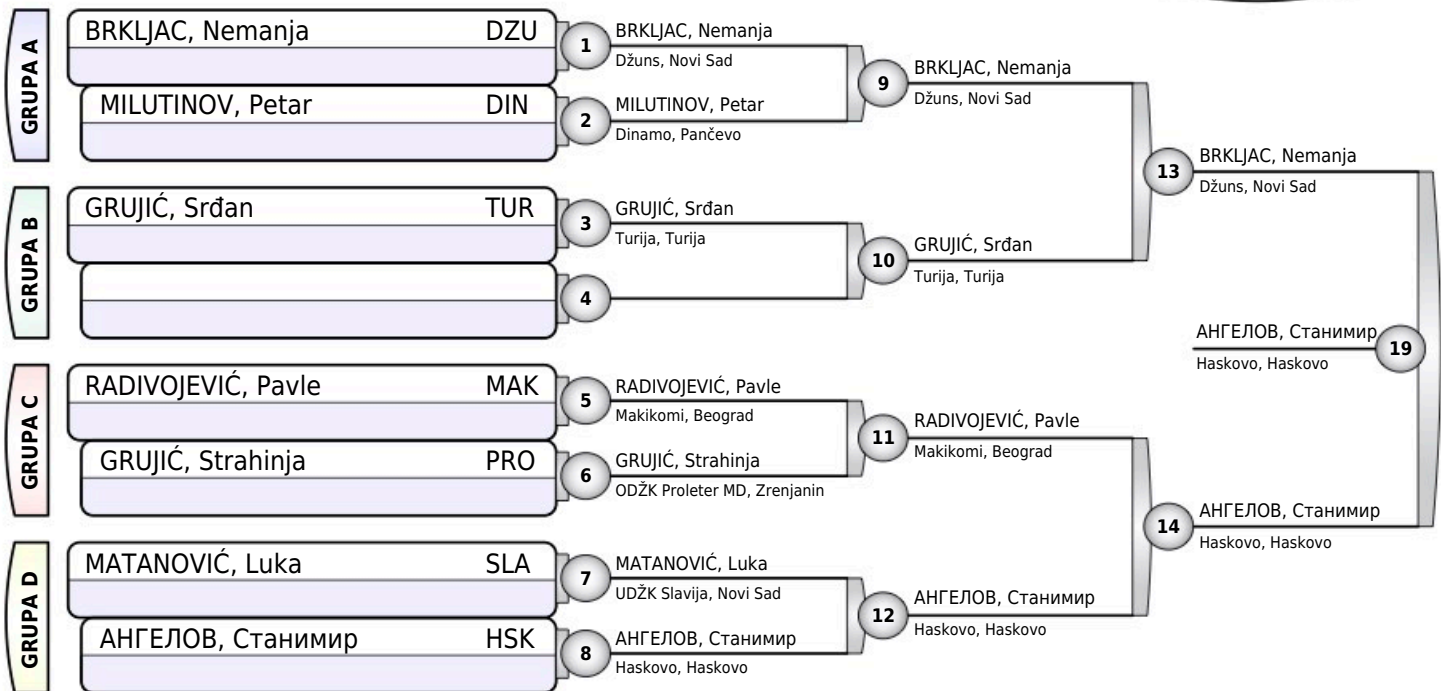 GRUPA A
BRKLJAC, Nemanja DZU
MILUTINOV, Petar DIN
GRUPA B
GRUJIĆ, Srđan TUR
GRUPA C
RADIVOJEVIĆ, Pavle MAK
GRUJIĆ, Strahinja PRO
GRUPA D
MATANOVIĆ, Luka SLA
АНГЕЛОВ, Станимир HSK
1
BRKLJAC, Nemanja
Džuns, Novi Sad
2
MILUTINOV, Petar
Dinamo, Pančevo
3
GRUJIĆ, Srđan
Turija, Turija
4
5
RADIVOJEVIĆ, Pavle
Makikomi, Beograd
6
GRUJIĆ, Strahinja
ODŽK Proleter MD, Zrenjanin
7
MATANOVIĆ, Luka
UDŽK Slavija, Novi Sad
8
АНГЕЛОВ, Станимир
Haskovo, Haskovo
9
BRKLJAC, Nemanja
Džuns, Novi Sad
10
GRUJIĆ, Srđan
Turija, Turija
11
RADIVOJEVIĆ, Pavle
Makikomi, Beograd
12
АНГЕЛОВ, Станимир
Haskovo, Haskovo
13
BRKLJAC, Nemanja
Džuns, Novi Sad
14
АНГЕЛОВ, Станимир
Haskovo, Haskovo
АНГЕЛОВ, Станимир
Haskovo, Haskovo
19